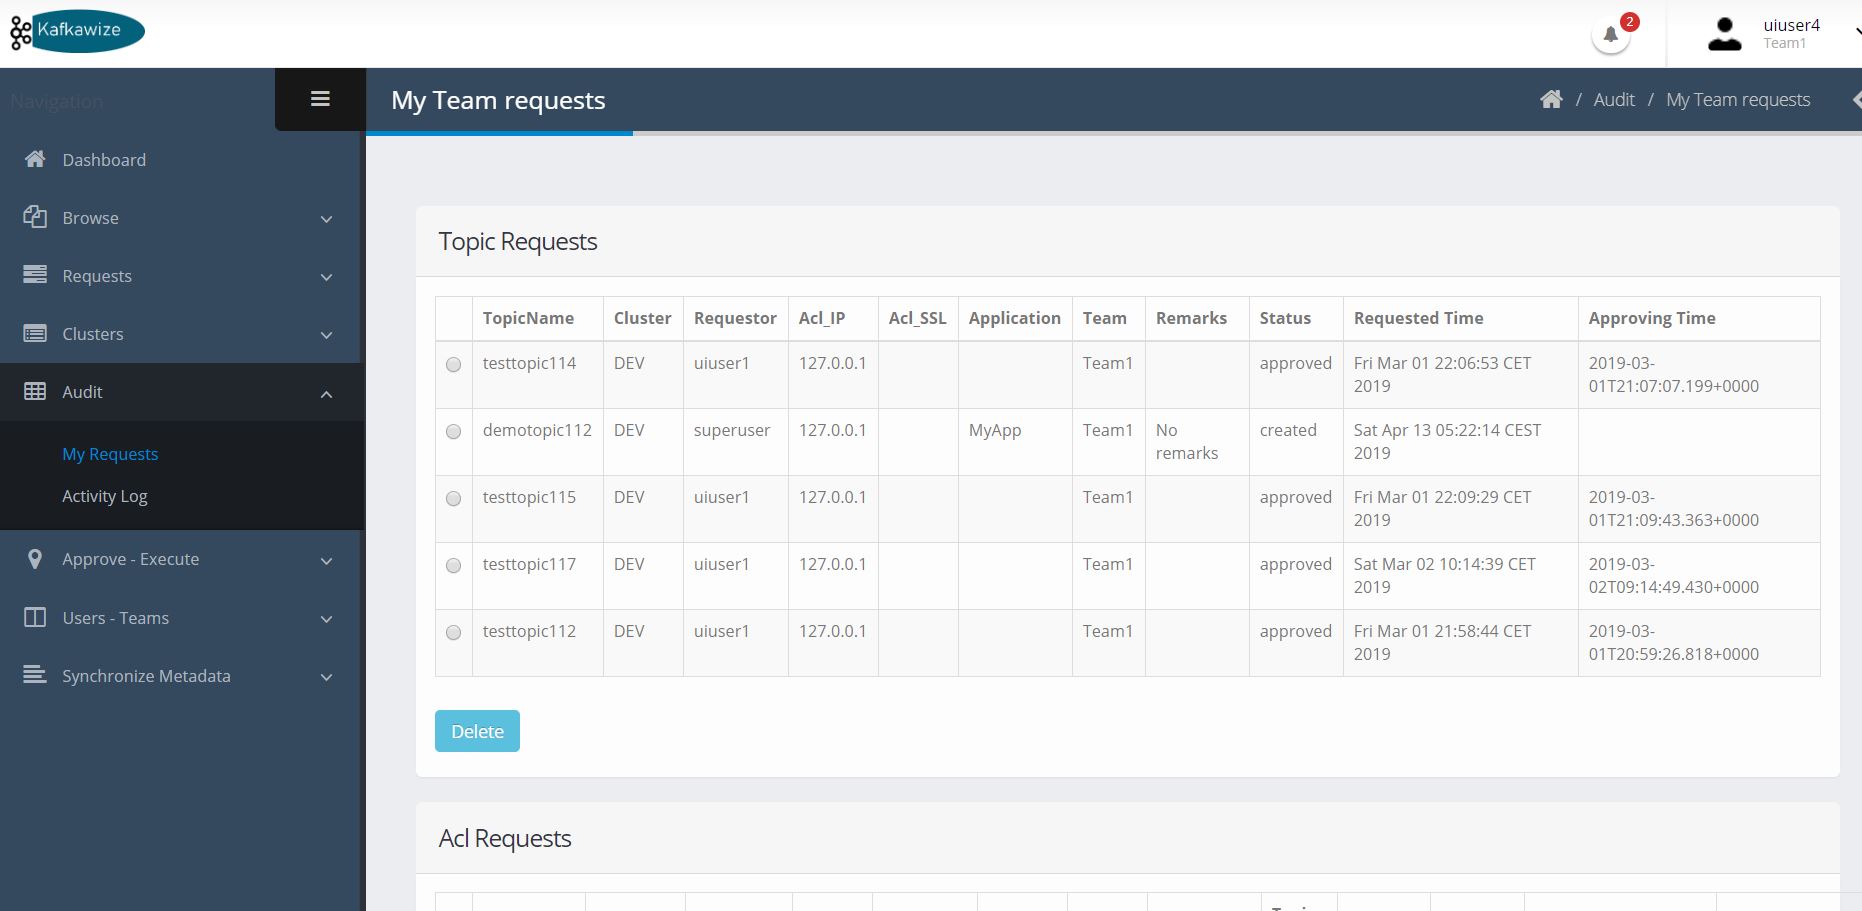 Kafkawize
2
uiuser4
Team1
Navigation
My Team requests
/ Audit / My Team requests
Dashboard
Browse
Requests
Clusters
Audit
My Requests
Activity Log
Approve - Execute
Users - Teams
Synchronize Metadata
Topic Requests
TopicName Cluster Requestor Acl_IP Acl_SSL Application Team Remarks Status Requested Time Approving Time
testtopic114 DEV uiuser1 127.0.0.1 Team1 approved Fri Mar 01 22:06:53 CET 2019-03-
2019 01T21:07:07.199+0000
demotopic112 DEV superuser 127.0.0.1 MyApp Team1 No created Sat Apr 13 05:22:14 CEST
remarks 2019
testtopic115 DEV uiuser1 127.0.0.1 Team1 approved Fri Mar 01 22:09:29 CET 2019-03-
2019 01T21:09:43.363+0000
testtopic117 DEV uiuser1 127.0.0.1 Team1 approved Sat Mar 02 10:14:39 CET 2019-03-
2019 02T09:14:49.430+0000
testtopic112 DEV uiuser1 127.0.0.1 Team1 approved Fri Mar 01 21:58:44 CET 2019-03-
2019 01T20:59:26.818+0000
Delete
Acl Requests